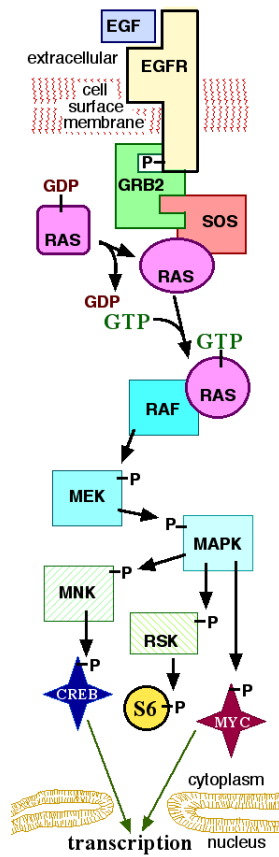 EGF
EGFR
extracellular
cell
surface
membrane
P
GRB2
GDP
SOS
RAS
RAS
GDP
GTP
GTP
RAS
RAF
P
MEK
P
MAPK
P
MNK
P
RSK
P
CREB
P
S6
P
MYC
cytoplasm
transcription
nucleus